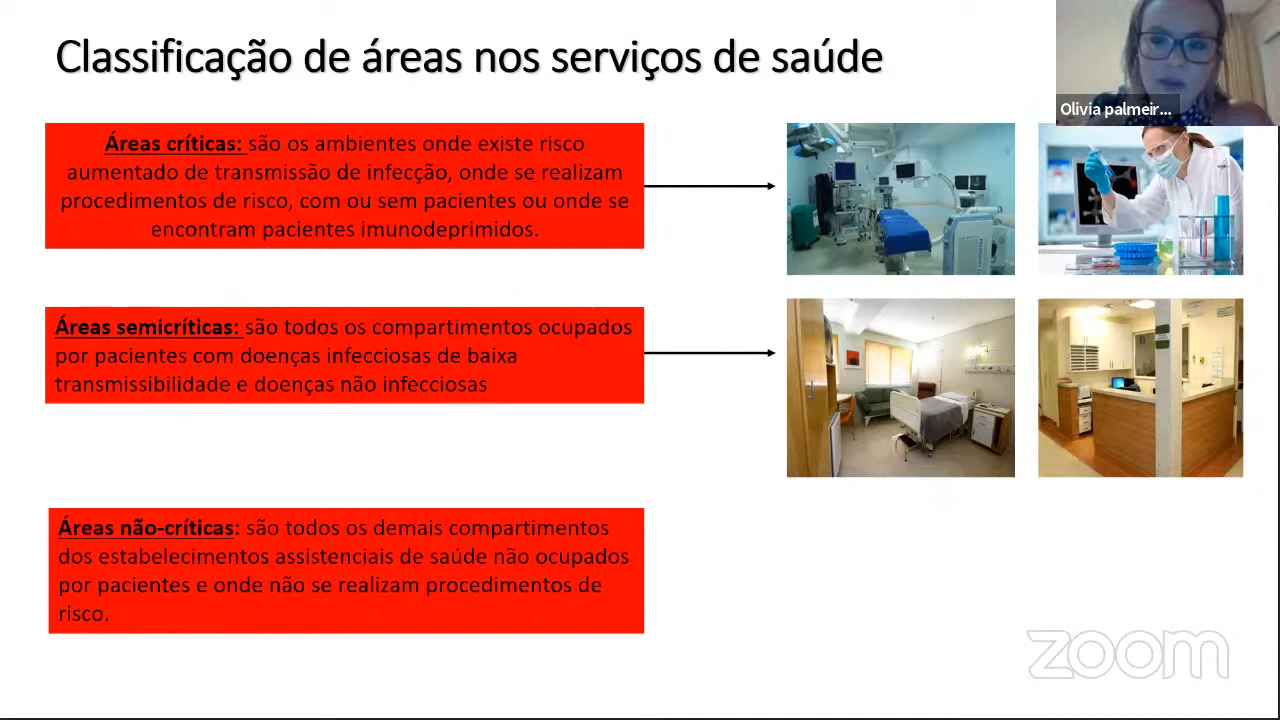 Classificação de áreas nos serviços de saúde
Olivia palmeir...
Áreas críticas: são os ambientes onde existe risco
aumentado de transmissão de infecção, onde se realizam
procedimentos de risco, com ou sem pacientes ou onde se
encontram pacientes imunodeprimidos.
Áreas semicríticas: são todos os compartimentos ocupados
por pacientes com doenças infecciosas de baixa
transmissibilidade e doenças não infecciosas
Áreas não-críticas: são todos os demais compartimentos
dos estabelecimentos assistenciais de saúde não ocupados
por pacientes e onde não se realizam procedimentos de
risco.
zoom